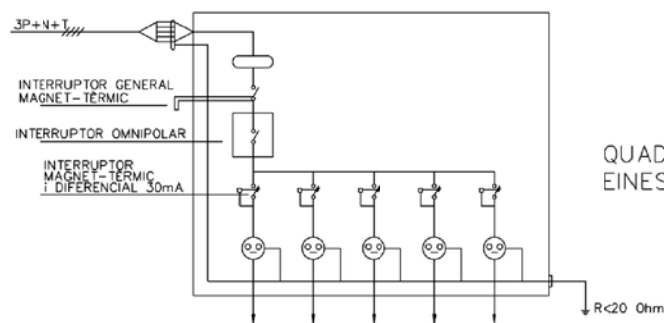 3P+N+T
INTERRUPTOR GENERAL
MAGNET-TÈRMIC
INTERRUPTOR OMNIPOLAR
INTERRUPTOR
MAGNET-TÈRMIC
i DIFERENCIAL 30mA
QUAD
EINES
R<20 Ohm